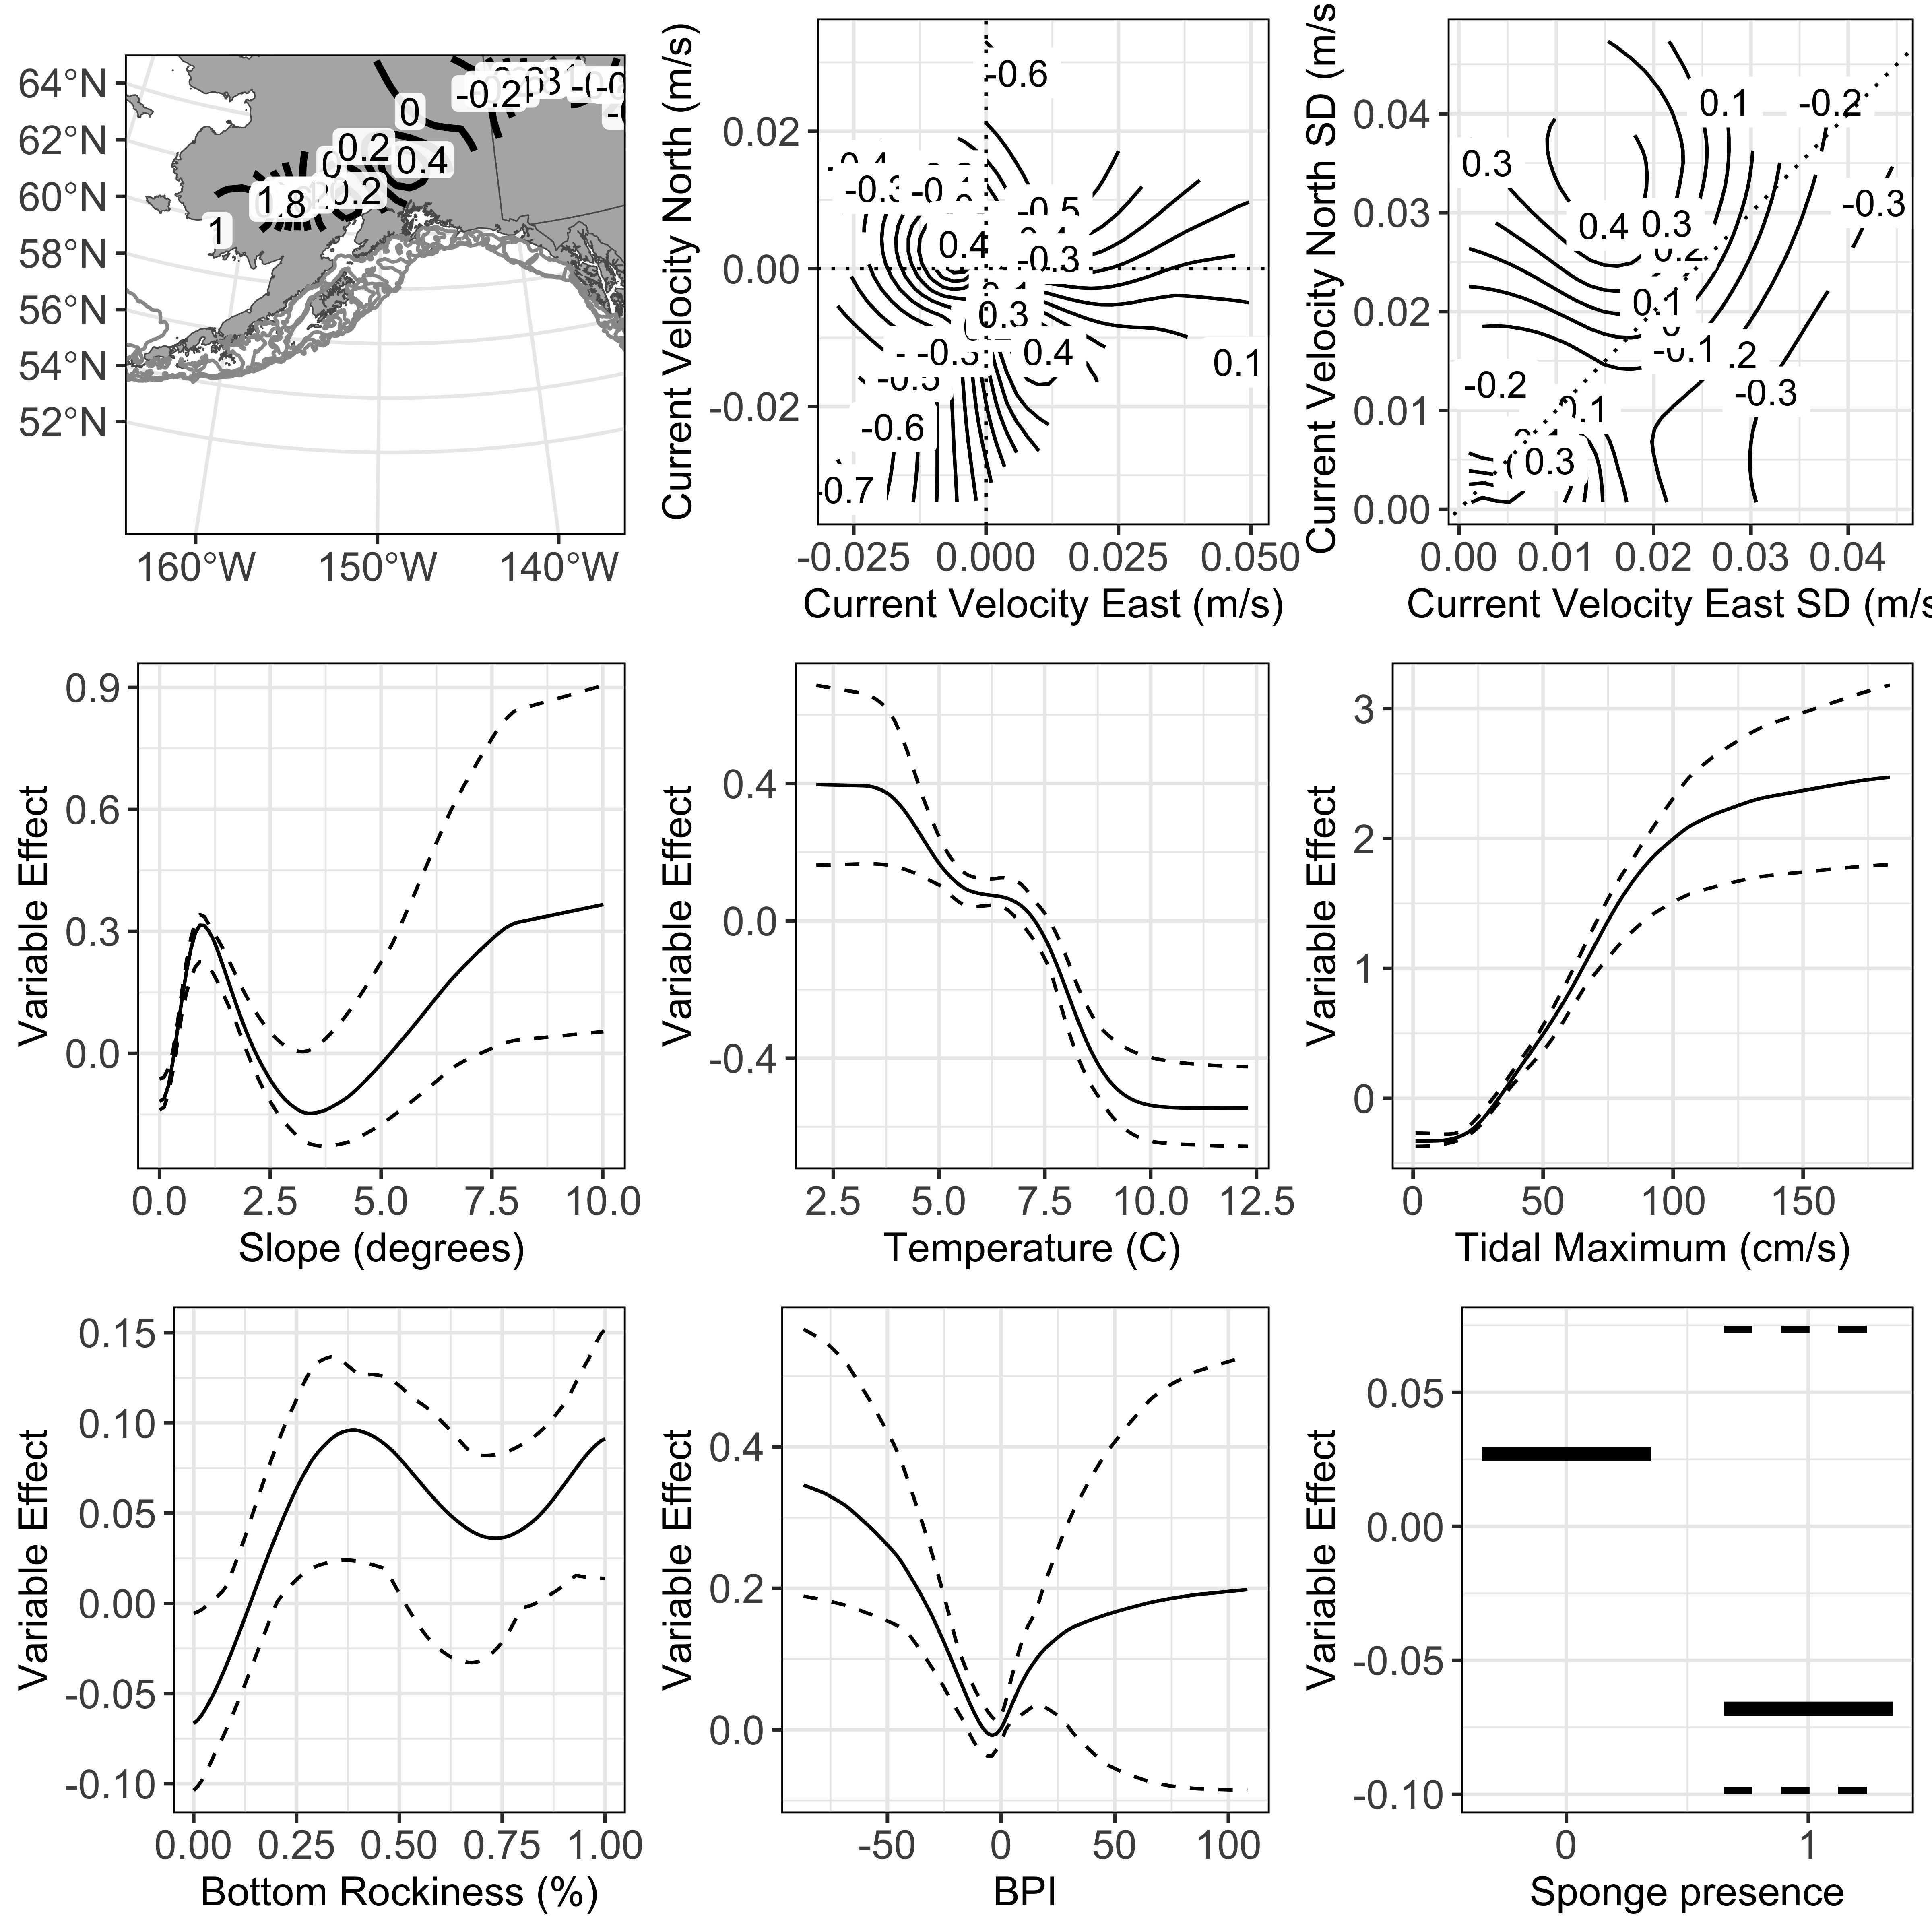 64°N
62°N
60°N
58°N
56°N
54°N
52°N
160°W 150°W 140°W
-0.2
0
0.2
0.4
0.2
1
Current Velocity North (m/s)
0.02
0.00
-0.02
-0.6
0.4
-0.3
0.3
0.4
0.1
-0.6
-0.7
-0.025 0.000 0.025 0.050
Current Velocity East (m/s)
Current Velocity North SD (m/s
0.04
0.03
0.02
0.01
0.00
0.1 -0.2
0.3
-0.3
0.4 0.3
0.1
-0.1
-0.2
-0.3
0.3
0.00 0.01 0.02 0.03 0.04
Current Velocity East SD (m/s
Variable Effect
0.9
0.6
0.3
0.0
0.0 2.5 5.0 7.5 10.0
Slope (degrees)
Variable Effect
0.4
0.0
-0.4
2.5 5.0 7.5 10.0 12.5
Temperature (C)
Variable Effect
3
2
1
0
0 50 100 150
Tidal Maximum (cm/s)
Variable Effect
0.15
0.10
0.05
0.00
-0.05
-0.10
0.00 0.25 0.50 0.75 1.00
Bottom Rockiness (%)
Variable Effect
0.4
0.2
0.0
-50 0 50 100
BPI
Variable Effect
0.05
0.00
-0.05
-0.10
0 1
Sponge presence